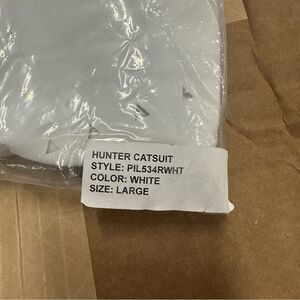 HUNTER CATSUIT
STYLE: PIL534RWHT
COLOR: WHITE
SIZE: LARGE